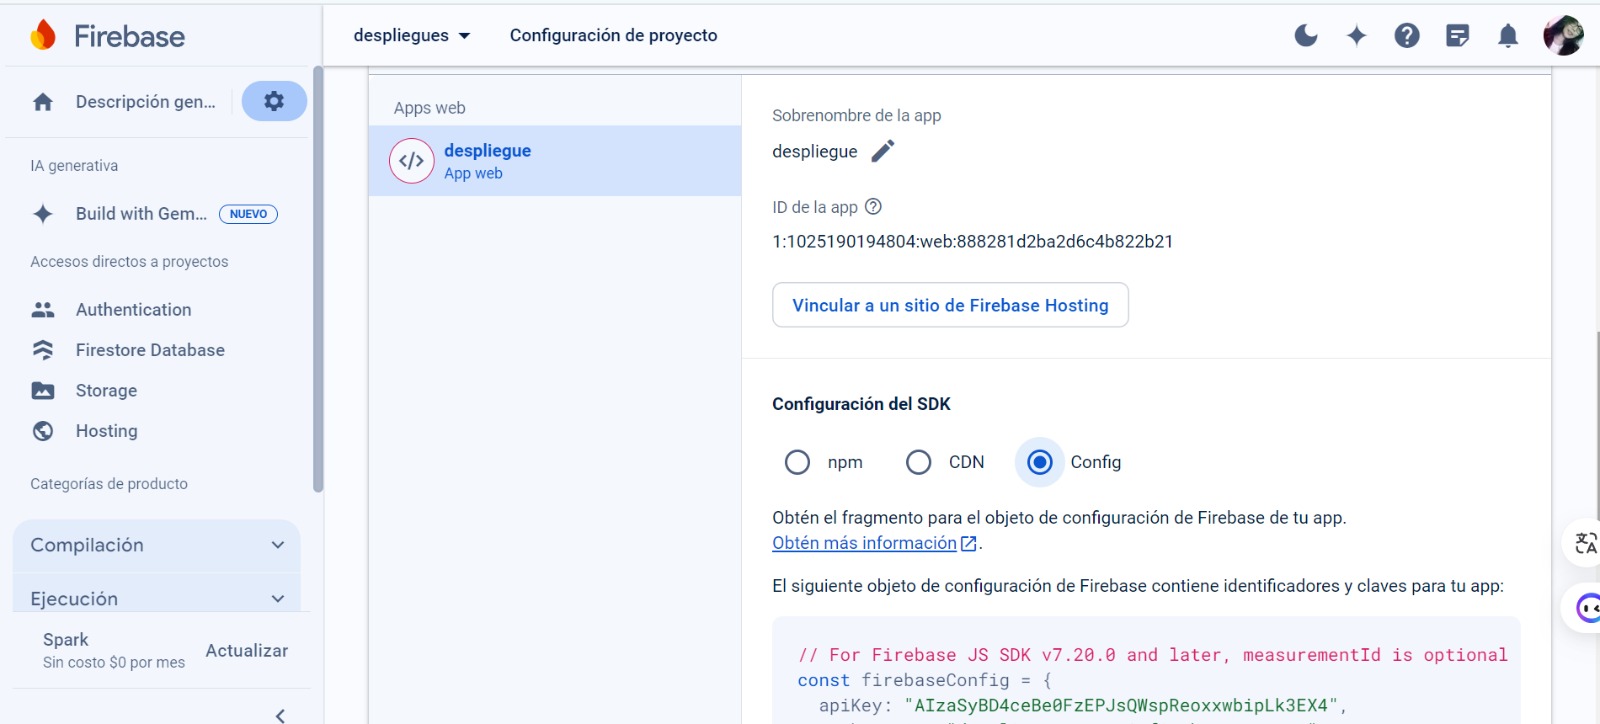 Firebase
despliegues
Configuración de proyecto
Descripción gen...
IA generativa
Build with Gem... NUEVO
Accesos directos a proyectos
Authentication
Firestore Database
Storage
Hosting
Categorías de producto
Compilación
Ejecución
Spark
Sin costo $0 por mes
Actualizar
Apps web
despliegue
App web
Sobrenombre de la app
despliegue
ID de la app
1:1025190194804:web:888281d2ba2d6c4b822b21
Vincular a un sitio de Firebase Hosting
Configuración del SDK
npm CDN Config
Obtén el fragmento para el objeto de configuración de Firebase de tu app.
Obtén más información.
El siguiente objeto de configuración de Firebase contiene identificadores y claves para tu app:
// For Firebase JS SDK v7.20.0 and later, measurementId is optional
const firebaseConfig = {
apiKey: "AIzaSyBD4ceBe0FzEPJsQWspReoxxwbipLk3EX4",